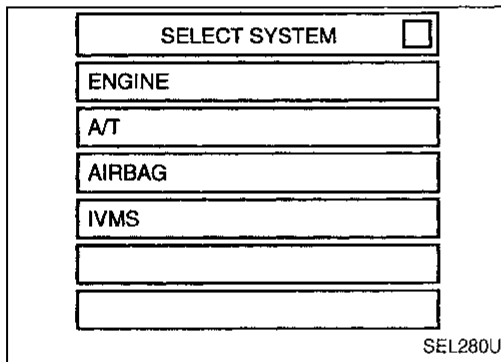 SELECT SYSTEM
ENGINE
A/T
AIRBAG
IVMS
SEL280U